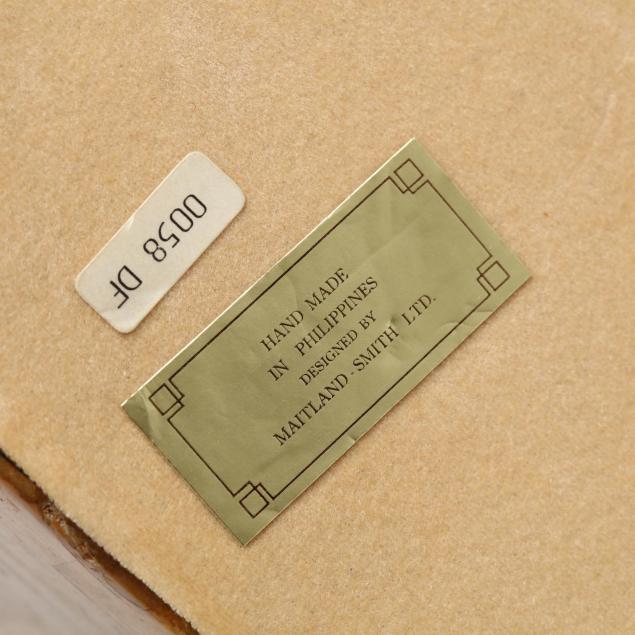 0058 DF
HAND MADE
IN PHILIPPINES
DESIGNED BY
MAITLAND-SMITH LTD.